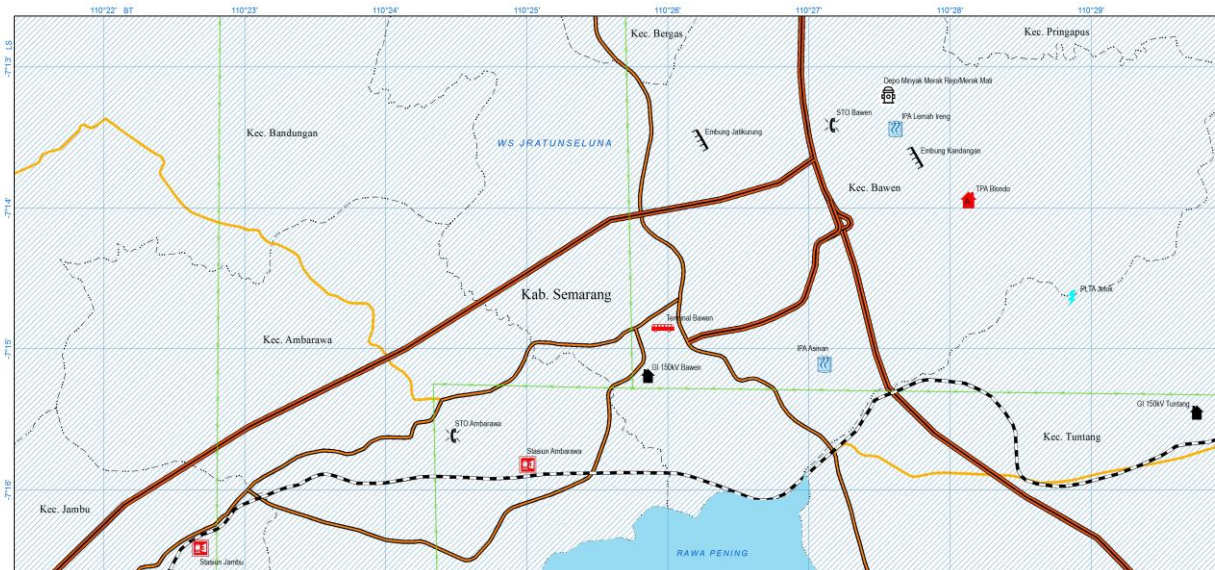 110°22' BT
110°23'
110°24'
110°25'
110°26'
110°27'
110°28'
110°29'
-7°13' LS
-7°14'
-7°15'
-7°16'
Kec. Bergas
Kec. Pringapus
Depo Minyak Merak Rejo/Merak Mati
STO Bawen
IPA Lemah Ireng
Kec. Bandungan
Embung Jatikurung
WS JRATUNSELUNA
Embung Kandangan
Kec. Bawen
TPA Blondo
Kab. Semarang
PLTA Jelok
Terminal Bawen
Kec. Ambarawa
IPA Asinan
GI 150kV Bawen
GI 150kV Tuntang
STO Ambarawa
Kec. Tuntang
Stasiun Ambarawa
Kec. Jambu
RAWA PENING
Stasiun Jambu